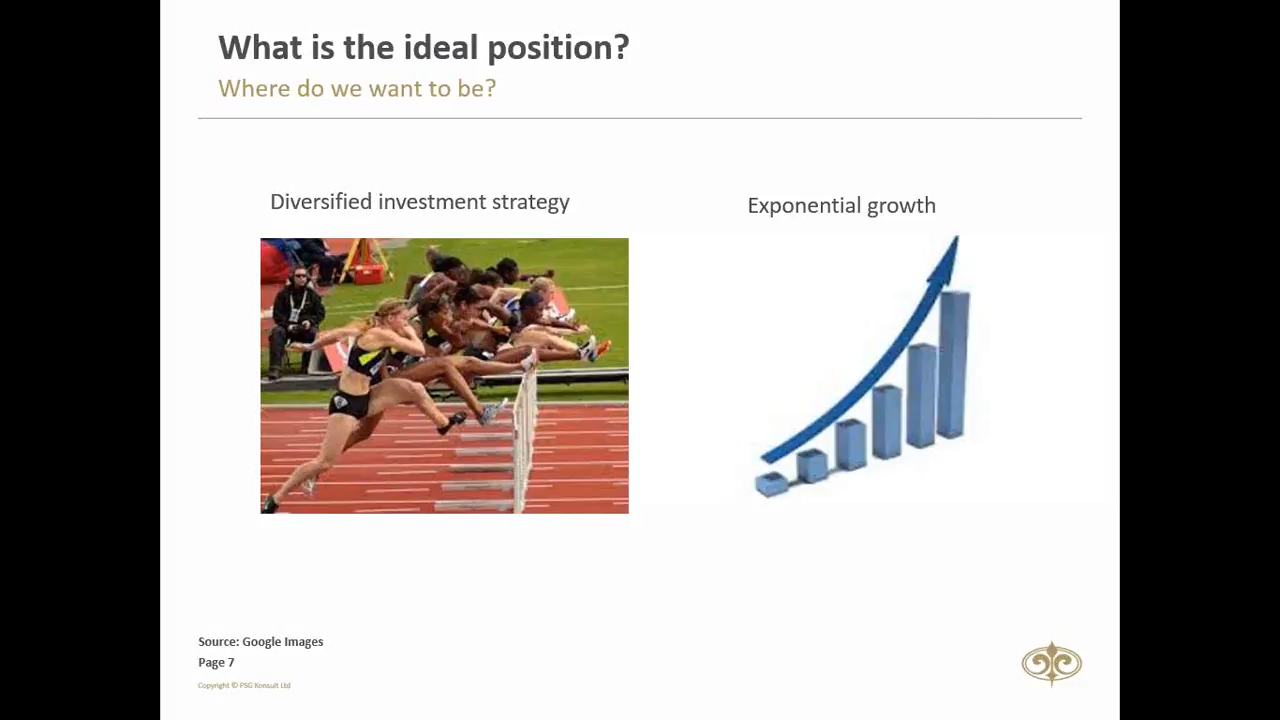 What is the ideal position?
Where do we want to be?
Diversified investment strategy
Exponential growth
Source: Google Images
Page 7
Copyright © PSG Konsult Ltd